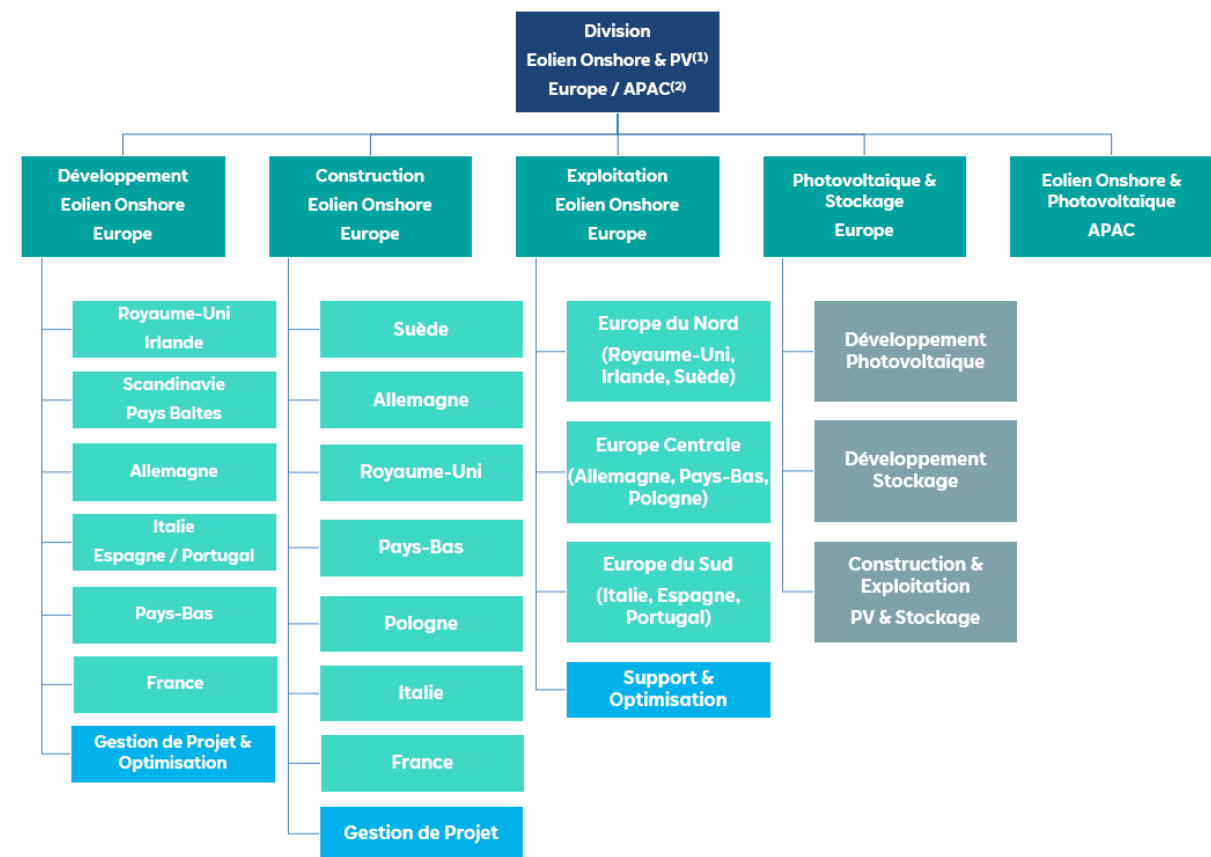 Division
Eolien Onshore & PV(1)
Europe / APAC(2)
Développement
Eolien Onshore
Europe
Construction
Eolien Onshore
Europe
Exploitation
Eolien Onshore
Europe
Photovoltaïque &
Stockage
Europe
Eolien Onshore &
Photovoltaïque
APAC
Royaume-Uni
Irlande
Scandinavie
Pays Baltes
Allemagne
Italie
Espagne / Portugal
Pays-Bas
France
Gestion de Projet &
Optimisation
Suède
Allemagne
Royaume-Uni
Pays-Bas
Pologne
Italie
France
Gestion de Projet
Europe du Nord
(Royaume-Uni,
Irlande, Suède)
Europe Centrale
(Allemagne, Pays-Bas,
Pologne)
Europe du Sud
(Italie, Espagne,
Portugal)
Support &
Optimisation
Développement
Photovoltaïque
Développement
Stockage
Construction &
Exploitation
PV & Stockage